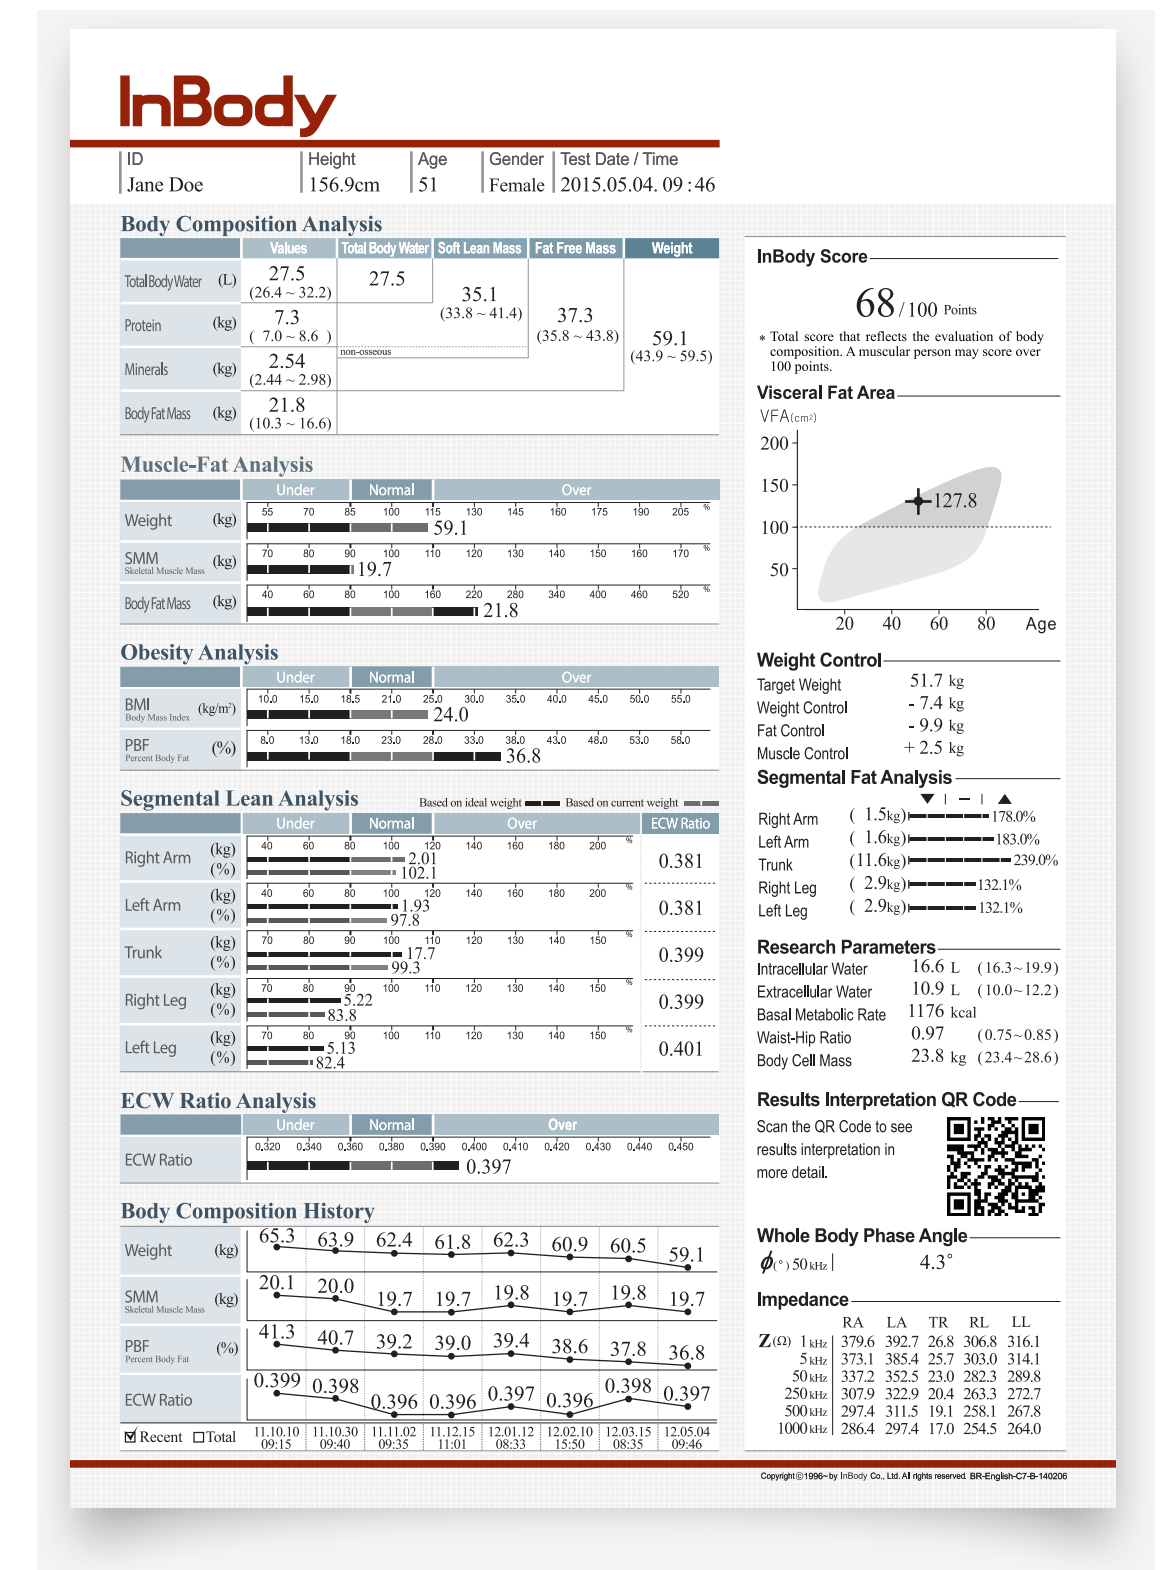 InBody
ID Height Age Gender Test Date / Time
Jane Doe 156.9cm 51 Female 2015.05.04. 09 : 46
Body Composition Analysis
Values Total Body Water Soft Lean Mass Fat Free Mass Weight
Total Body Water (L) 27.5 (26.4 ~ 32.2) 27.5
35.1 (33.8 ~ 41.4)
37.3 (35.8 ~ 43.8)
59.1 (43.9 ~ 59.5)
Protein (kg) 7.3 ( 7.0 ~ 8.6 )
non-osseous
Minerals (kg) 2.54 (2.44 ~ 2.98)
Body Fat Mass (kg) 21.8 (10.3 ~ 16.6)
Muscle-Fat Analysis
Under Normal Over
Weight (kg) 55 70 85 100 115 130 145 160 175 190 205 %
59.1
SMM Skeletal Muscle Mass (kg) 70 80 90 100 110 120 130 140 150 160 170 %
19.7
Body Fat Mass (kg) 40 60 80 100 160 220 280 340 400 460 520 %
21.8
Obesity Analysis
Under Normal Over
BMI Body Mass Index (kg/m²) 10.0 15.0 18.5 21.0 25.0 30.0 35.0 40.0 45.0 50.0 55.0
24.0
PBF Percent Body Fat (%) 8.0 13.0 18.0 23.0 28.0 33.0 38.0 43.0 48.0 53.0 58.0
36.8
Segmental Lean Analysis Based on ideal weight Based on current weight
Under Normal Over ECW Ratio
Right Arm (kg) (%) 40 60 80 100 120 140 160 180 200 %
2.01
102.1
0.381
Left Arm (kg) (%) 40 60 80 100 120 140 160 180 200 %
1.93
97.8
0.381
Trunk (kg) (%) 70 80 90 100 110 120 130 140 150 %
17.7
99.3
0.399
Right Leg (kg) (%) 70 80 90 100 110 120 130 140 150 %
5.22
83.8
0.399
Left Leg (kg) (%) 70 80 90 100 110 120 130 140 150 %
5.13
82.4
0.401
ECW Ratio Analysis
Under Normal Over
ECW Ratio 0.320 0.340 0.360 0.380 0.390 0.400 0.410 0.420 0.430 0.440 0.450
0.397
Body Composition History
Weight (kg) 65.3 63.9 62.4 61.8 62.3 60.9 60.5 59.1
SMM Skeletal Muscle Mass (kg) 20.1 20.0 19.7 19.7 19.8 19.7 19.8 19.7
PBF Percent Body Fat (%) 41.3 40.7 39.2 39.0 39.4 38.6 37.8 36.8
ECW Ratio 0.399 0.398 0.396 0.396 0.397 0.396 0.398 0.397
Recent Total 11.10.10 11.10.30 11.11.02 11.12.15 12.01.12 12.02.10 12.03.15 12.05.04
09:15 09:40 09:35 11:01 08:33 15:50 08:35 09:46
InBody Score
68 / 100 Points
* Total score that reflects the evaluation of body
composition. A muscular person may score over
100 points.
Visceral Fat Area
VFA(cm²)
200
150
127.8
100
50
20 40 60 80 Age
Weight Control
Target Weight 51.7 kg
Weight Control - 7.4 kg
Fat Control - 9.9 kg
Muscle Control + 2.5 kg
Segmental Fat Analysis
Right Arm ( 1.5kg) 178.0%
Left Arm ( 1.6kg) 183.0%
Trunk (11.6kg) 239.0%
Right Leg ( 2.9kg) 132.1%
Left Leg ( 2.9kg) 132.1%
Research Parameters
Intracellular Water 16.6 L (16.3~19.9)
Extracellular Water 10.9 L (10.0~12.2)
Basal Metabolic Rate 1176 kcal
Waist-Hip Ratio 0.97 (0.75~0.85)
Body Cell Mass 23.8 kg (23.4~28.6)
Results Interpretation QR Code
Scan the QR Code to see
results interpretation in
more detail.
Whole Body Phase Angle
ϕ(°) 50kHz 4.3°
Impedance
RA LA TR RL LL
Z(Ω) 1 kHz 379.6 392.7 26.8 306.8 316.1
5 kHz 373.1 385.4 25.7 303.0 314.1
50 kHz 337.2 352.5 23.0 282.3 289.8
250 kHz 307.9 322.9 20.4 263.3 272.7
500 kHz 297.4 311.5 19.1 258.1 267.8
1000 kHz 286.4 297.4 17.0 254.5 264.0
Copyright©1996~by InBody Co., Ltd. All rights reserved. BR-English-C7-B-140206